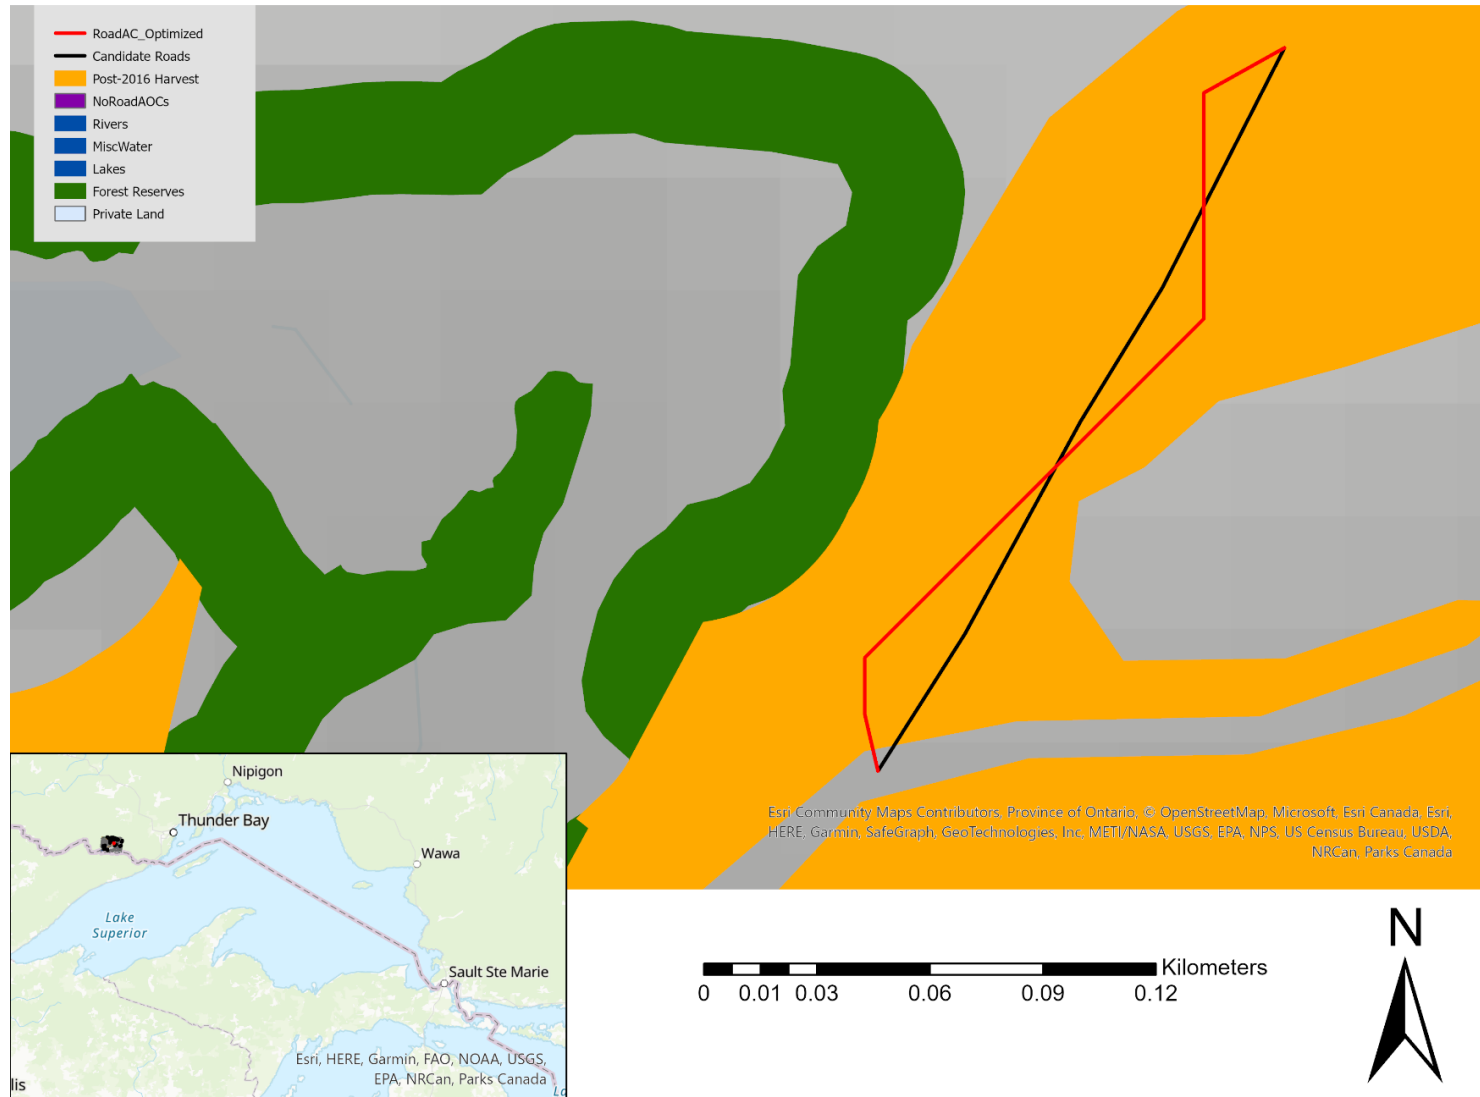 RoadAC_Optimized
Candidate Roads
Post-2016 Harvest
NoRoadAOCs
Rivers
MiscWater
Lakes
Forest Reserves
Private Land
Esri Community Maps Contributors, Province of Ontario, © OpenStreetMap, Microsoft, Esri Canada, Esri,
HERE, Garmin, SafeGraph, GeoTechnologies, Inc, METI/NASA, USGS, EPA, NPS, US Census Bureau, USDA,
NRCan, Parks Canada
Nipigon
Thunder Bay
Wawa
Lake
Superior
Sault Ste Marie
Esri, HERE, Garmin, FAO, NOAA, USGS,
EPA, NRCan, Parks Canada
lis
La
Kilometers
0 0.01 0.03 0.06 0.09 0.12
N